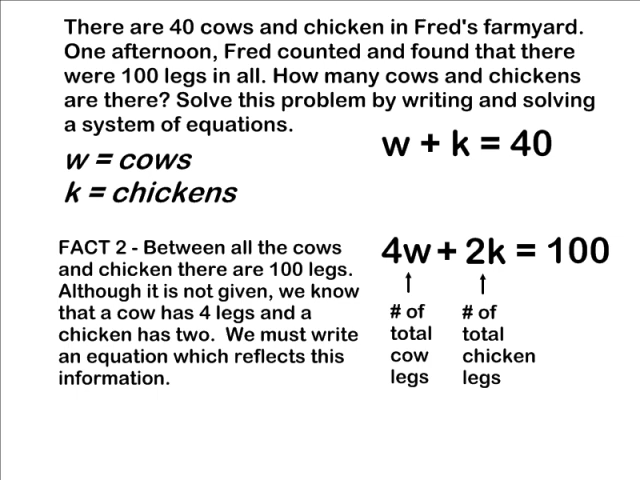 There are 40 cows and chicken in Fred's farmyard.
One afternoon, Fred counted and found that there
were 100 legs in all. How many cows and chickens
are there? Solve this problem by writing and solving
a system of equations.
w + k = 40
w = cows
k = chickens
FACT 2 - Between all the cows
and chicken there are 100 legs.
Although it is not given, we know
that a cow has 4 legs and a
chicken has two.  We must write
an equation which reflects this
information.
4w + 2k = 100
# of
total
cow
legs
# of
total
chicken
legs